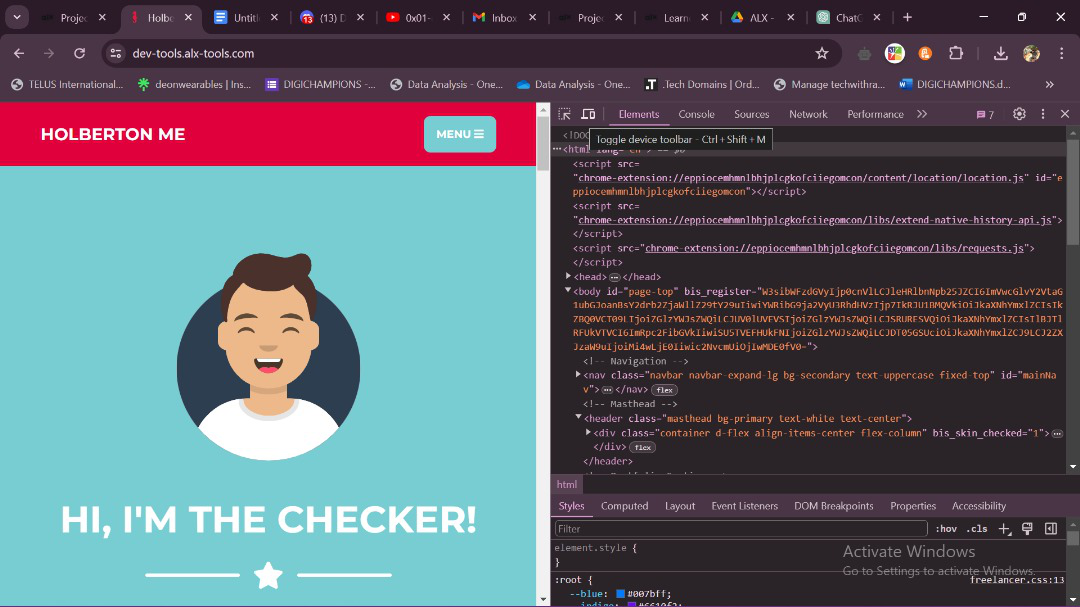 Projec
Holbe
Untitl
(13) D
0x01-
Inbox
Projec
Learn
ALX -
ChatG
dev-tools.alx-tools.com
TELUS International...
deonwearables | Ins...
DIGICHAMPIONS -...
Data Analysis - One...
Data Analysis - One...
.Tech Domains | Ord...
Manage techwithra...
DIGICHAMPIONS.d...
HOLBERTON ME
MENU
HI, I'M THE CHECKER!
Elements Console Sources Network Performance 7
Toggle device toolbar - Ctrl + Shift + M
<script src=
"chrome-extension://eppiocemhmnlbhjplcgkofciiegomcon/content/location/location.js" id="e
ppiocemhmnlbhjplcgkofciiegomcon"></script>
<script src=
"chrome-extension://eppiocemhmnlbhjplcgkofciiegomcon/libs/extend-native-history-api.js">
</script>
<script src="chrome-extension://eppiocemhmnlbhjplcgkofciiegomcon/libs/requests.js">
</script>
<head> </head>
<body id="page-top" bis_register=
<!-- Navigation -->
<nav class="navbar navbar-expand-lg bg-secondary text-uppercase fixed-top" id="mainNa
v"> </nav> flex
<!-- Masthead -->
<header class="masthead bg-primary text-white text-center">
<div class="container d-flex align-items-center flex-column" bis_skin_checked="1">
</div> flex
</header>
html
Styles Computed Layout Event Listeners DOM Breakpoints Properties Accessibility
Filter :hov .cls
element.style {
}
:root { freelancer.css:13
--blue: #007bff;
Activate Windows
Go to Settings to activate Windows.